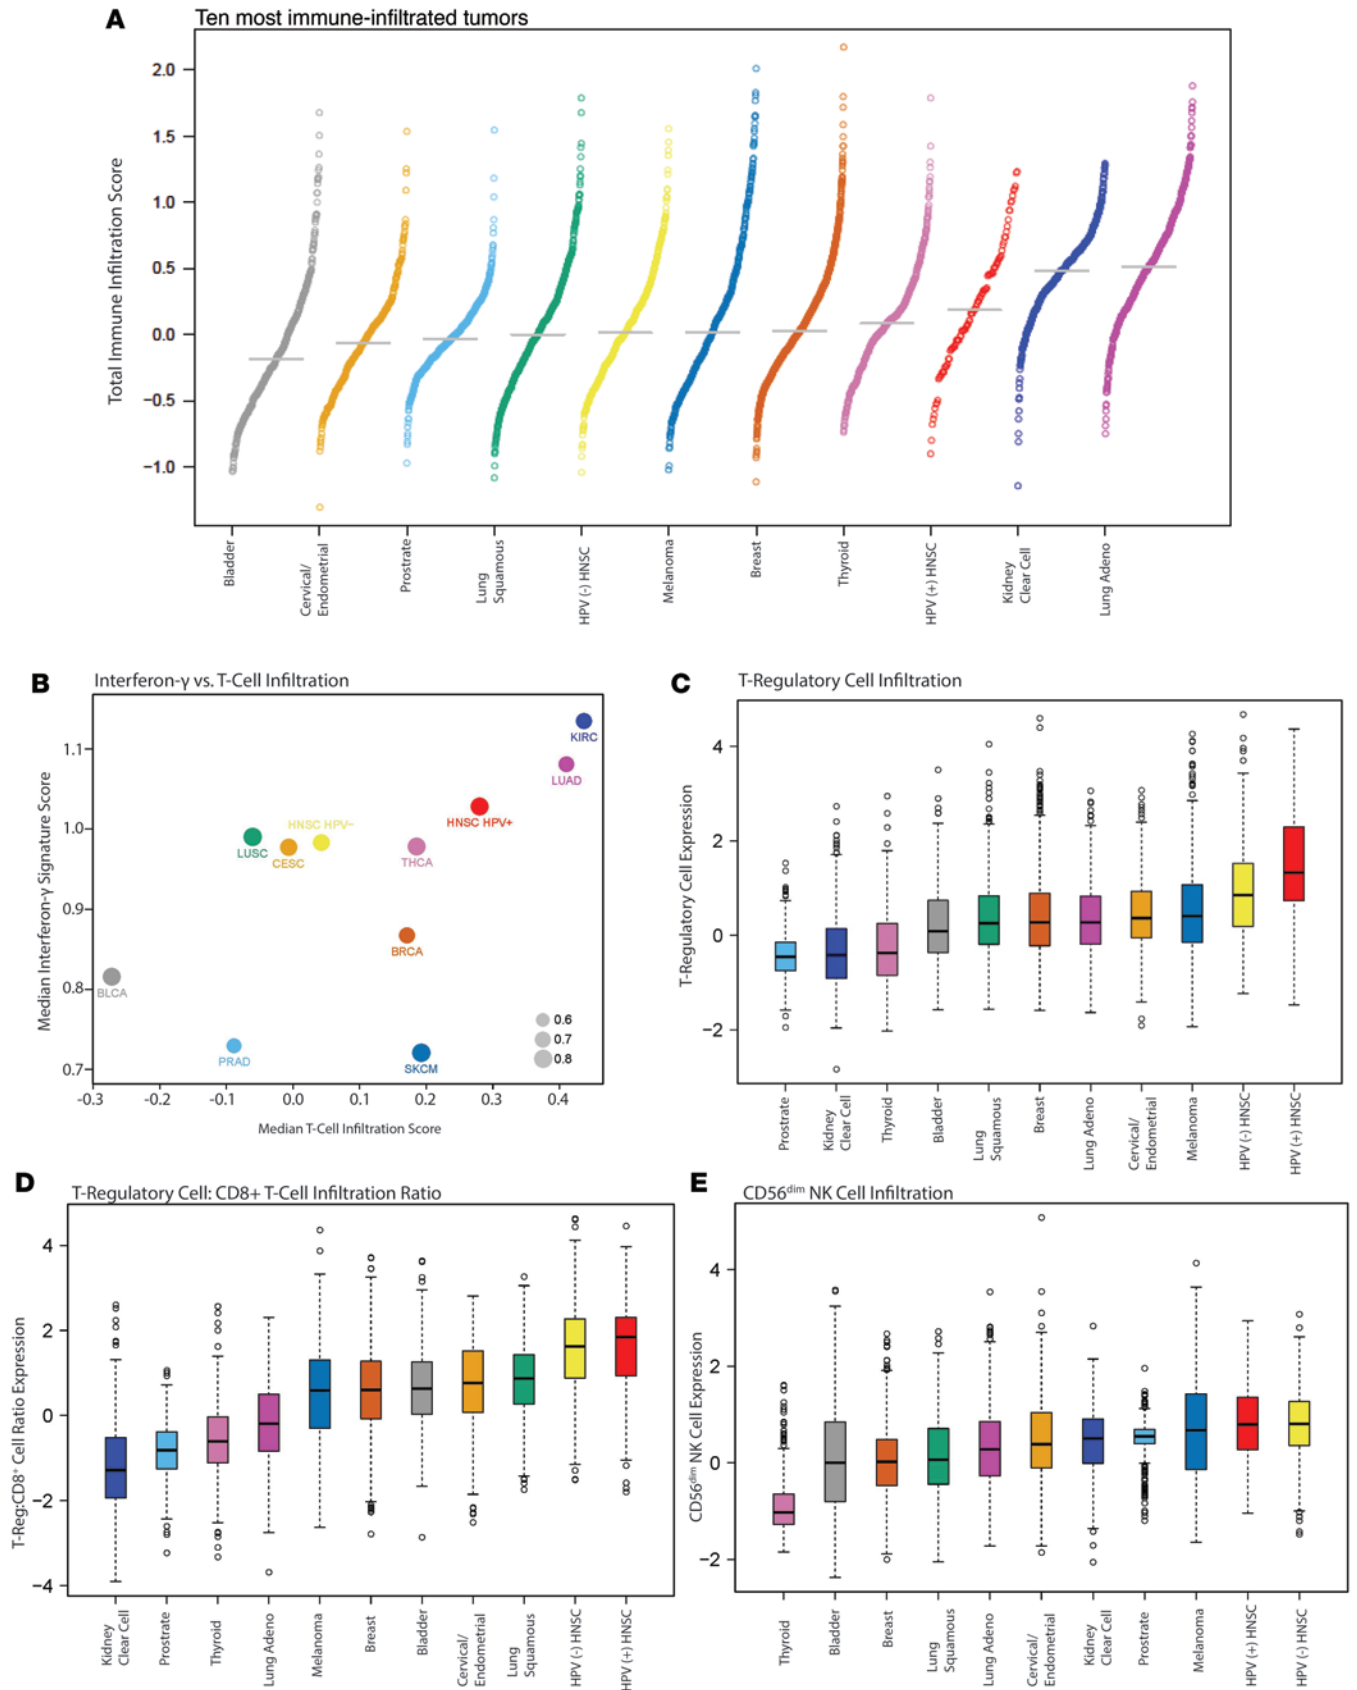 A
Ten most immune-infiltrated tumors
Total Immune Infiltration Score
2.0
1.5
1.0
0.5
0.0
−0.5
−1.0
Bladder
Cervical/
Endometrial
Prostrate
Lung
Squamous
HPV (-) HNSC
Melanoma
Breast
Thyroid
HPV (+) HNSC
Kidney
Clear Cell
Lung Adeno
B
Interferon-γ vs. T-Cell Infiltration
Median Interferon-γ Signature Score
1.1
1.0
0.9
0.8
0.7
KIRC
LUAD
HNSC HPV+
HNSC HPV−
LUSC
CESC
THCA
BRCA
BLCA
PRAD
SKCM
0.6
0.7
0.8
-0.3
-0.2
-0.1
0.0
0.1
0.2
0.3
0.4
Median T-Cell Infiltration Score
C
T-Regulatory Cell Infiltration
T-Regulatory Cell Expression
4
2
0
−2
Prostrate
Kidney
Clear Cell
Thyroid
Bladder
Lung
Squamous
Breast
Lung Adeno
Cervical/
Endometrial
Melanoma
HPV (-) HNSC
HPV (+) HNSC
D
T-Regulatory Cell: CD8+ T-Cell Infiltration Ratio
T-Reg:CD8⁺ Cell Ratio Expression
4
2
0
−2
−4
Kidney
Clear Cell
Prostrate
Thyroid
Lung Adeno
Melanoma
Breast
Bladder
Cervical/
Endometrial
Lung
Squamous
HPV (-) HNSC
HPV (+) HNSC
E
CD56ᵈⁱᵐ NK Cell Infiltration
CD56ᵈⁱᵐ NK Cell Expression
4
2
0
−2
Thyroid
Bladder
Breast
Lung
Squamous
Lung Adeno
Cervical/
Endometrial
Kidney
Clear Cell
Prostrate
Melanoma
HPV (+) HNSC
HPV (-) HNSC